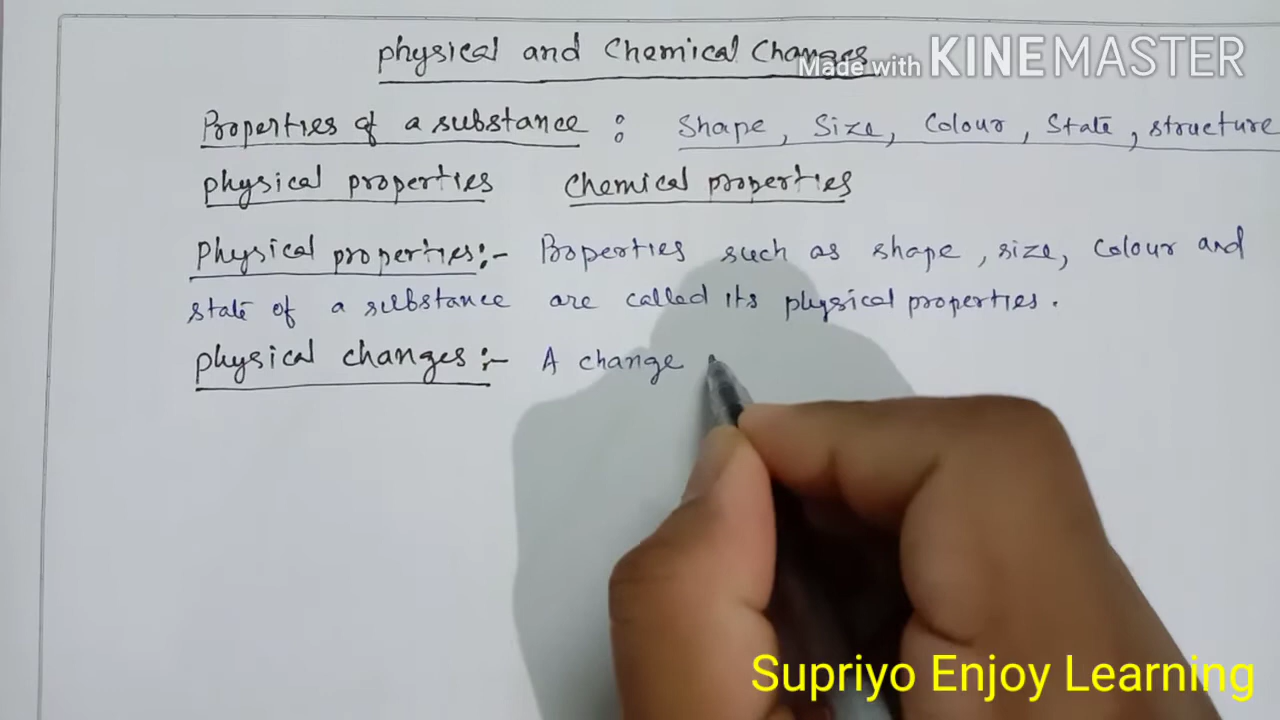 physical and Chemical Changes
Made with KINEMASTER
Properties of a substance : Shape, Size, Colour, State, structure
physical properties Chemical properties
Physical properties:- Properties such as shape, size, colour and
state of a substance are called its physical properties.
physical changes:- A change
Supriyo Enjoy Learning